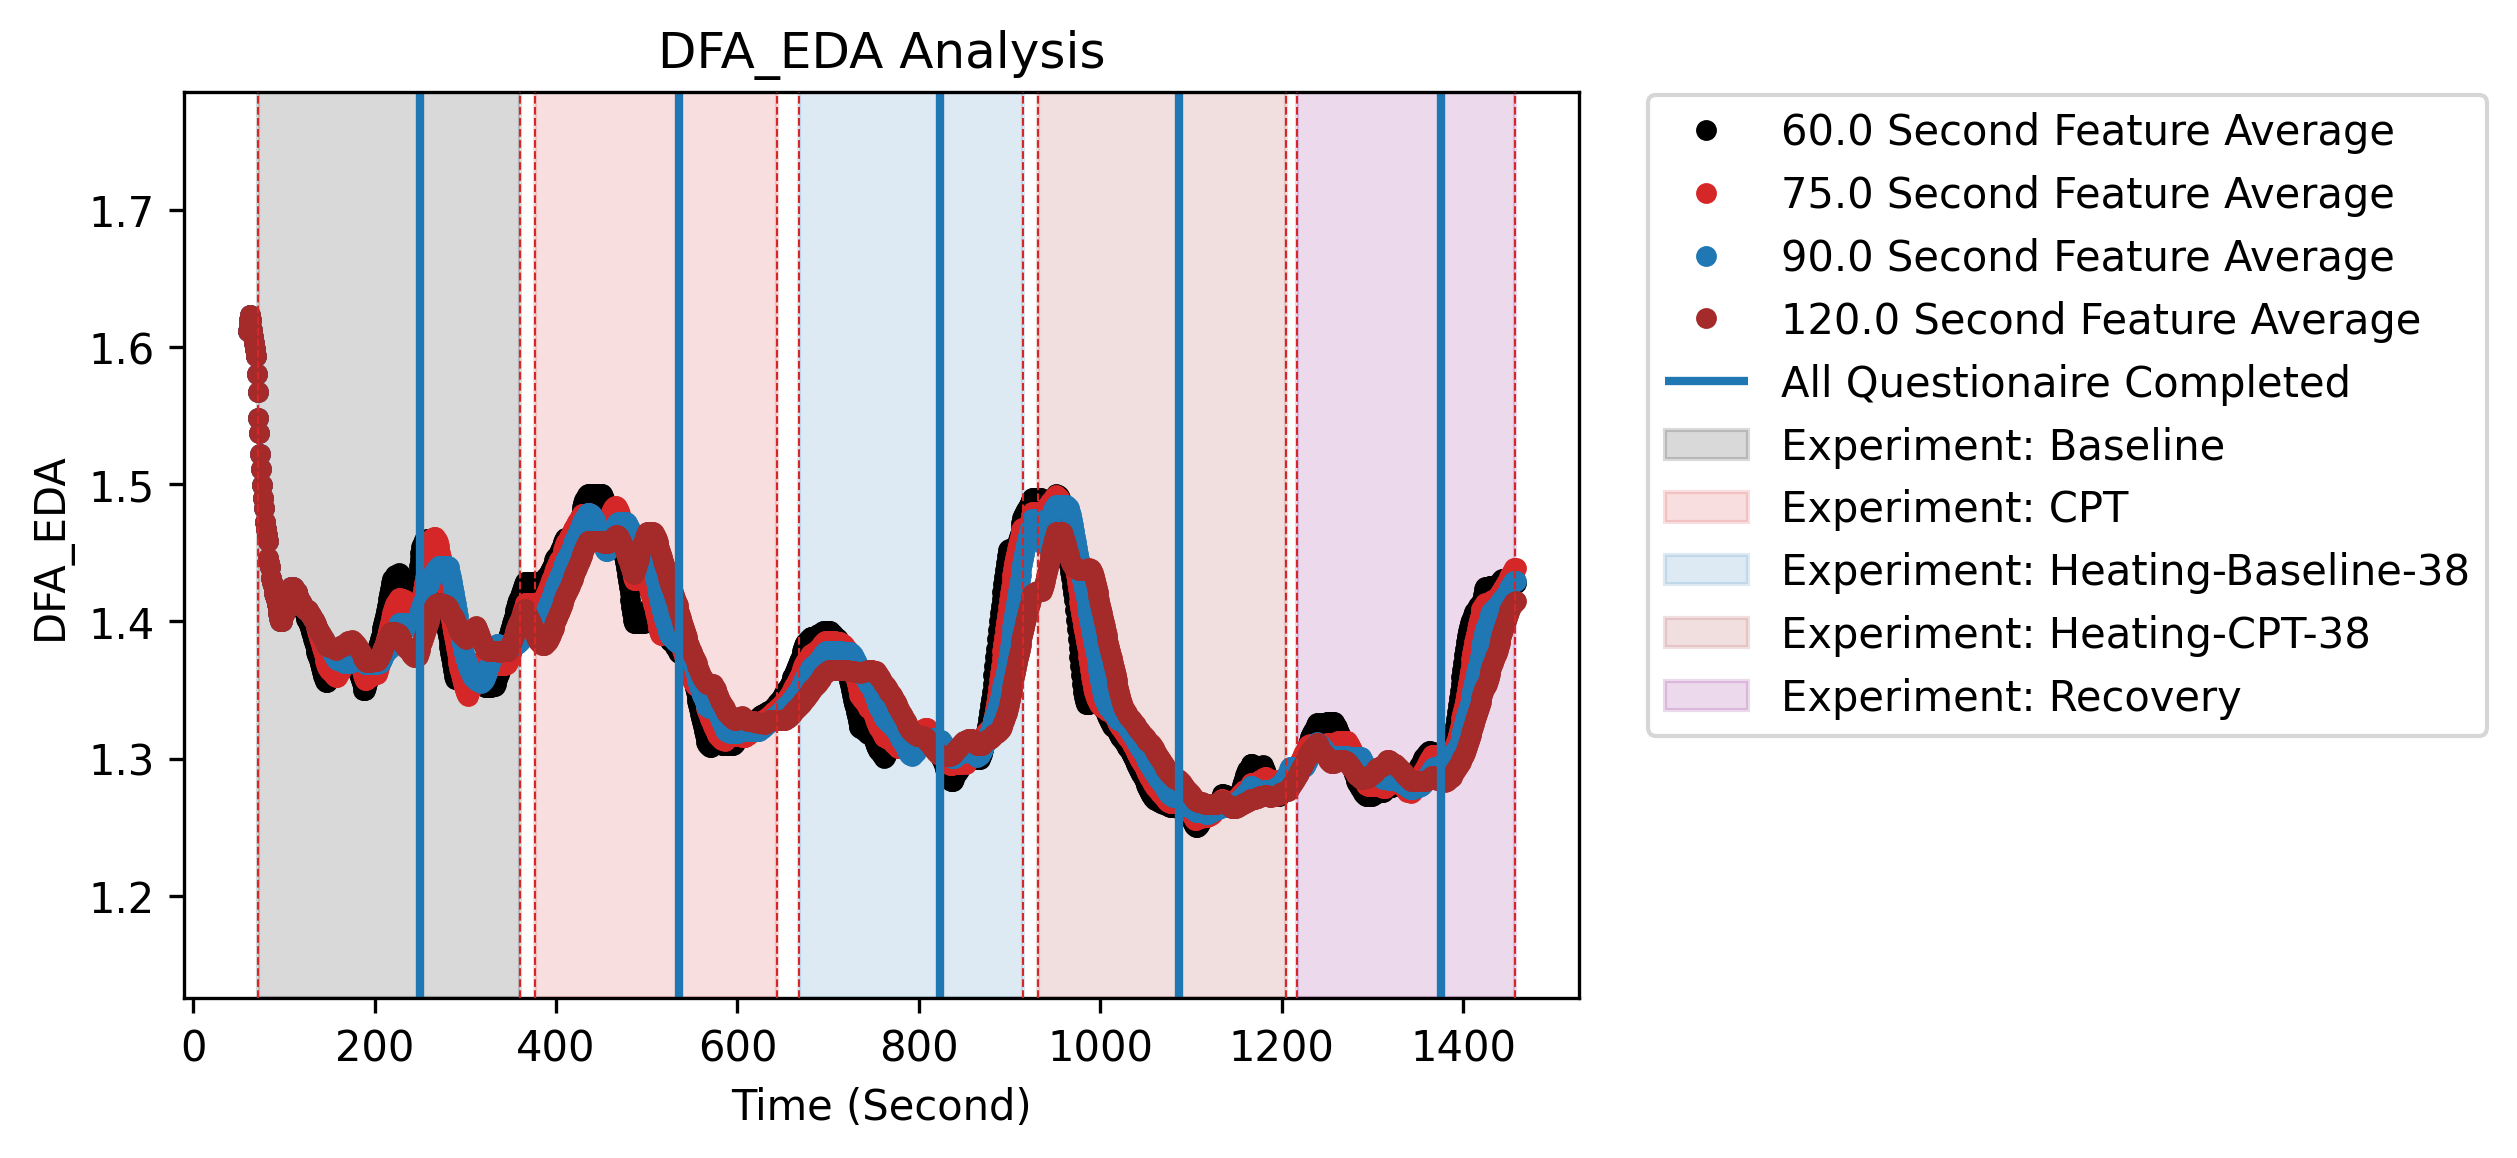 DFA_EDA Analysis
1.7
1.6
1.5
1.4
1.3
1.2
DFA_EDA
0
200
400
600
800
1000
1200
1400
Time (Second)
60.0 Second Feature Average
75.0 Second Feature Average
90.0 Second Feature Average
120.0 Second Feature Average
All Questionaire Completed
Experiment: Baseline
Experiment: CPT
Experiment: Heating-Baseline-38
Experiment: Heating-CPT-38
Experiment: Recovery